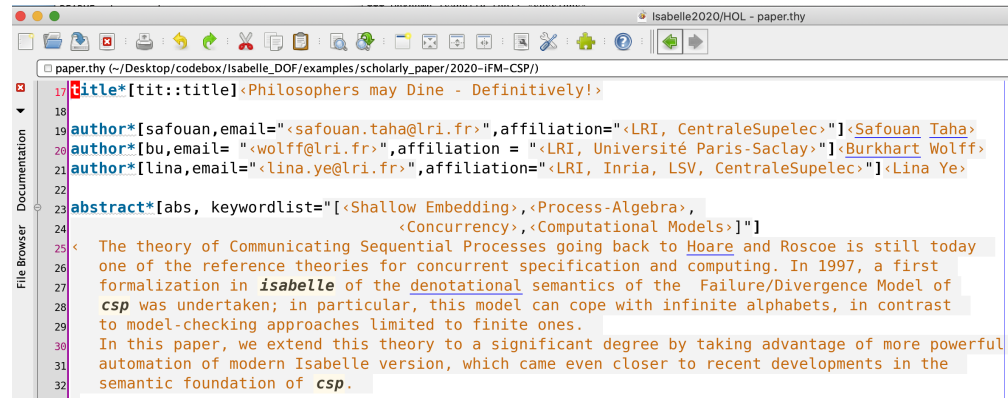 Isabelle2020/HOL - paper.thy
paper.thy (~/Desktop/codebox/Isabelle_DOF/examples/scholarly_paper/2020-iFM-CSP/)
17 title*[tit::title]‹Philosophers may Dine - Definitively!›
18
19 author*[safouan,email="‹safouan.taha@lri.fr›",affiliation="‹LRI, CentraleSupelec›"]‹Safouan Taha›
20 author*[bu,email= "‹wolff@lri.fr›",affiliation = "‹LRI, Université Paris-Saclay›"]‹Burkhart Wolff›
21 author*[lina,email="‹lina.ye@lri.fr›",affiliation="‹LRI, Inria, LSV, CentraleSupelec›"]‹Lina Ye›
22
23 abstract*[abs, keywordlist="[‹Shallow Embedding›,‹Process-Algebra›,
24 ‹Concurrency›,‹Computational Models›]"]
25 ‹ The theory of Communicating Sequential Processes going back to Hoare and Roscoe is still today
26 one of the reference theories for concurrent specification and computing. In 1997, a first
27 formalization in isabelle of the denotational semantics of the Failure/Divergence Model of
28 csp was undertaken; in particular, this model can cope with infinite alphabets, in contrast
29 to model-checking approaches limited to finite ones.
30 In this paper, we extend this theory to a significant degree by taking advantage of more powerful
31 automation of modern Isabelle version, which came even closer to recent developments in the
32 semantic foundation of csp.
Documentation
File Browser